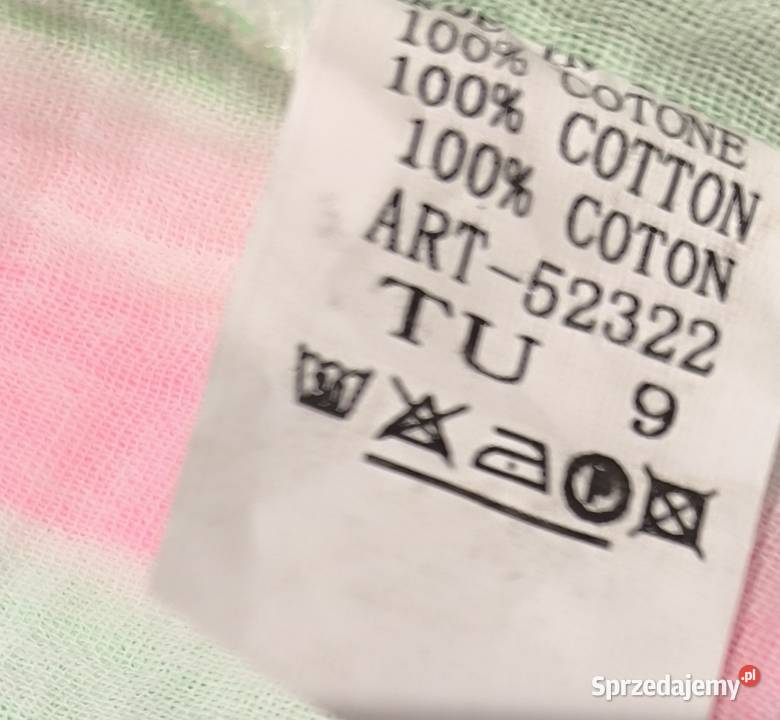 100% COTONE
100% COTTON
100% COTON
ART-52322
TU 9
P
Sprzedajemy.pl